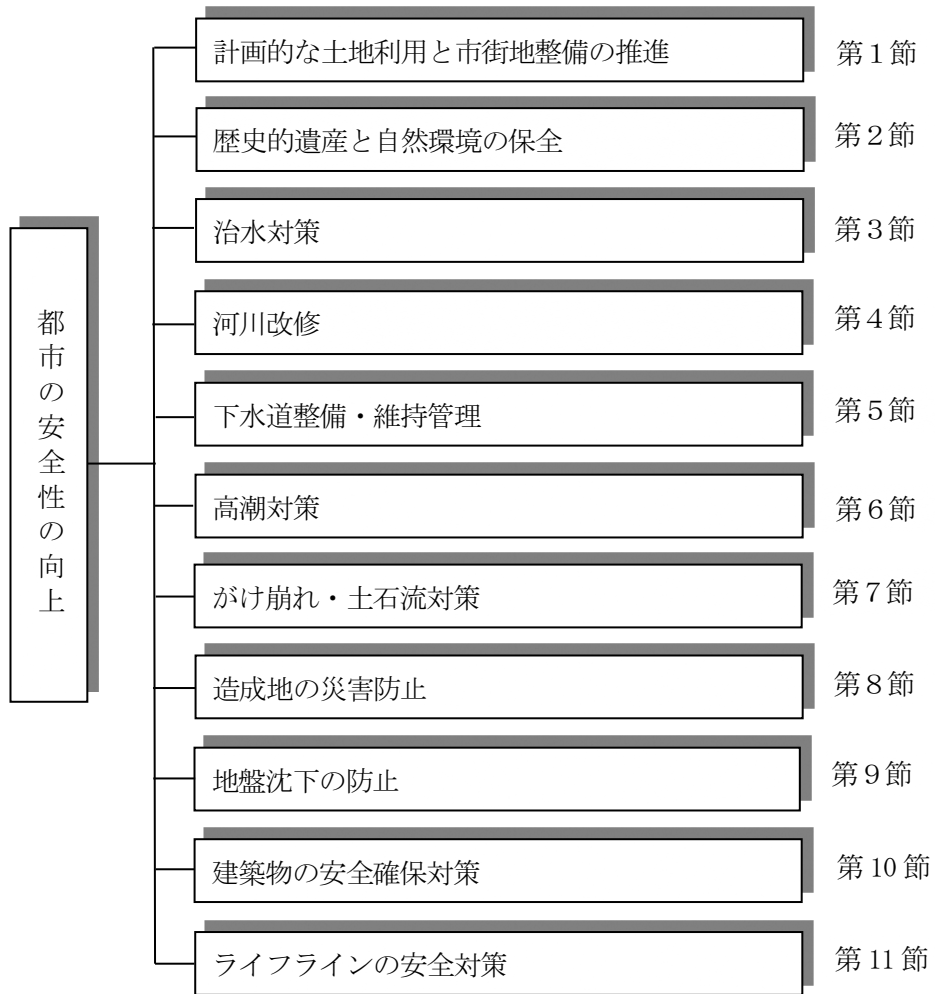 都市の安全性の向上
計画的な土地利用と市街地整備の推進 第1節
歴史的遺産と自然環境の保全 第2節
治水対策 第3節
河川改修 第4節
下水道整備・維持管理 第5節
高潮対策 第6節
がけ崩れ・土石流対策 第7節
造成地の災害防止 第8節
地盤沈下の防止 第9節
建築物の安全確保対策 第10節
ライフラインの安全対策 第11節